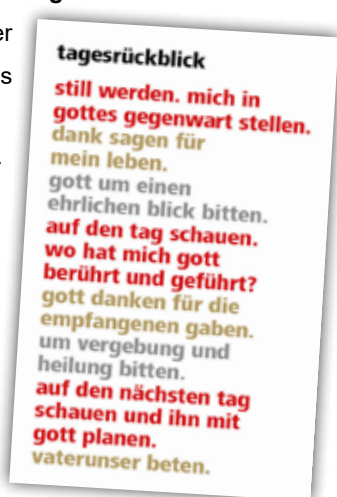 er
s
tagesrückblick
still werden. mich in
gottes gegenwart stellen.
dank sagen für
mein leben.
gott um einen
ehrlichen blick bitten.
auf den tag schauen.
wo hat mich gott
berührt und geführt?
gott danken für die
empfangenen gaben.
um vergebung und
heilung bitten.
auf den nächsten tag
schauen und ihn mit
gott planen.
vaterunser beten.